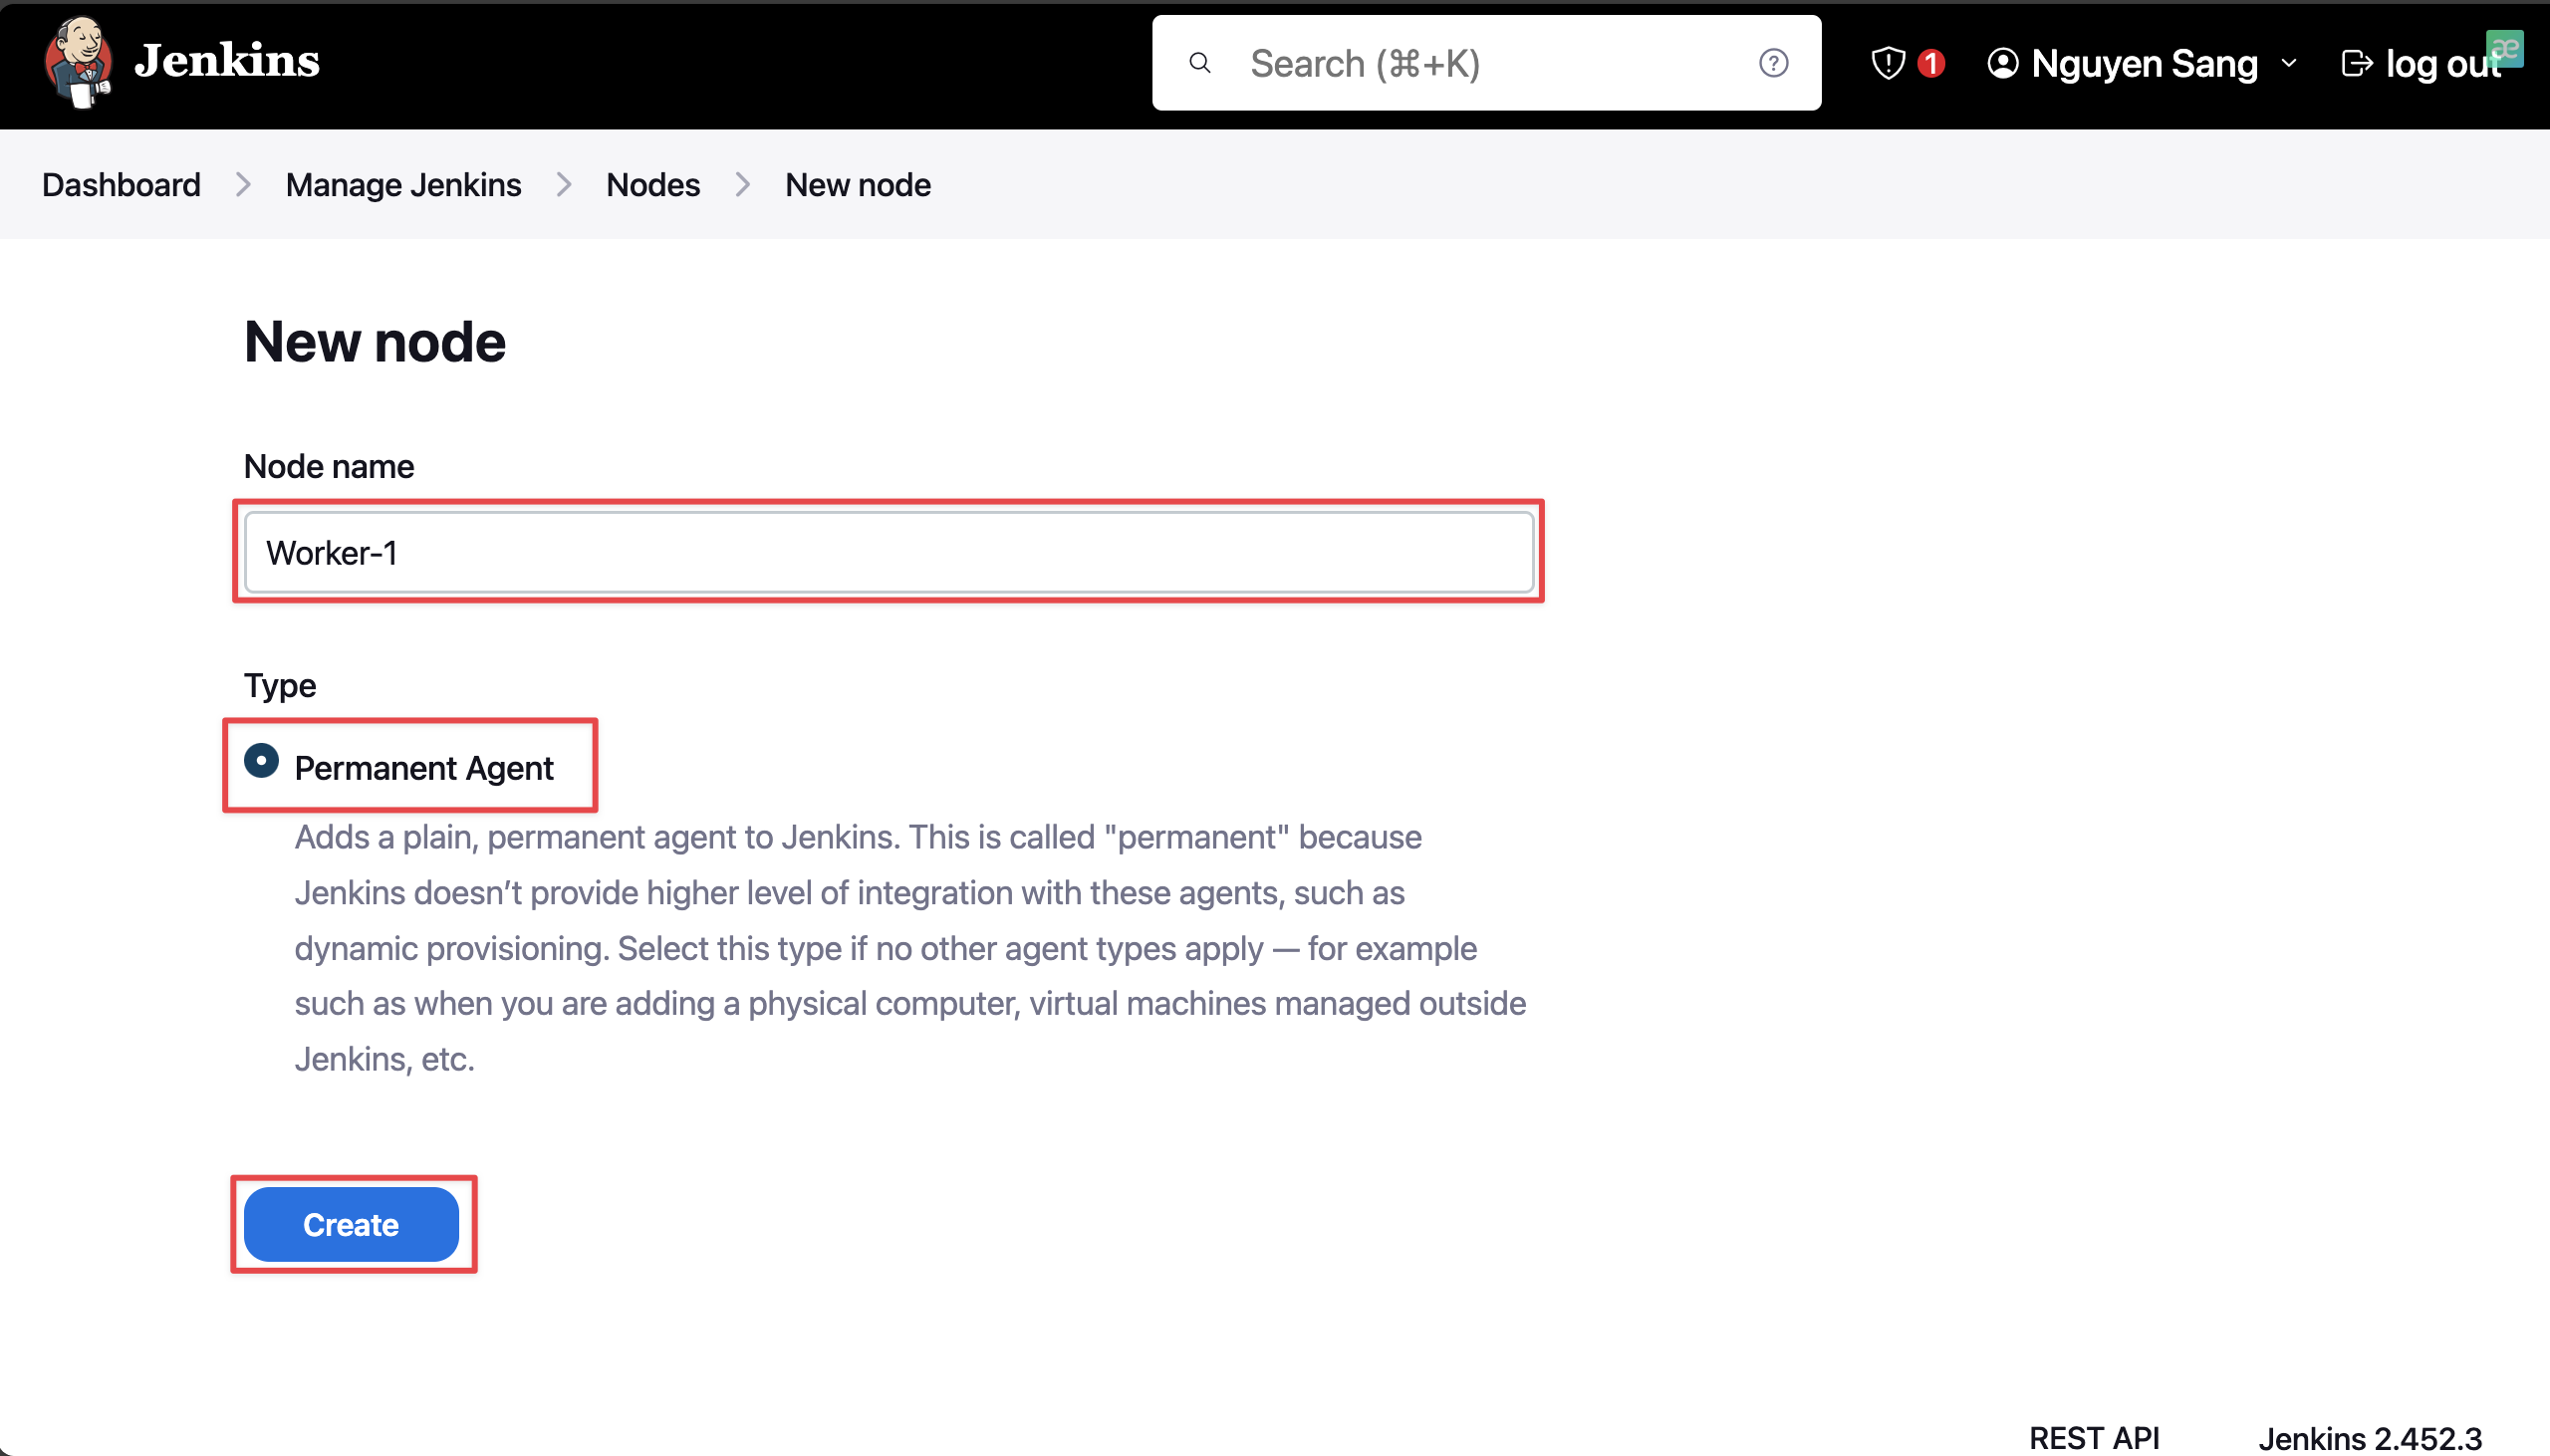 Jenkins
Search (⌘+K)
1
Nguyen Sang
log out
æ
Dashboard
Manage Jenkins
Nodes
New node
New node
Node name
Worker-1
Type
Permanent Agent
Adds a plain, permanent agent to Jenkins. This is called "permanent" because
Jenkins doesn’t provide higher level of integration with these agents, such as
dynamic provisioning. Select this type if no other agent types apply — for example
such as when you are adding a physical computer, virtual machines managed outside
Jenkins, etc.
Create
REST API
Jenkins 2.452.3